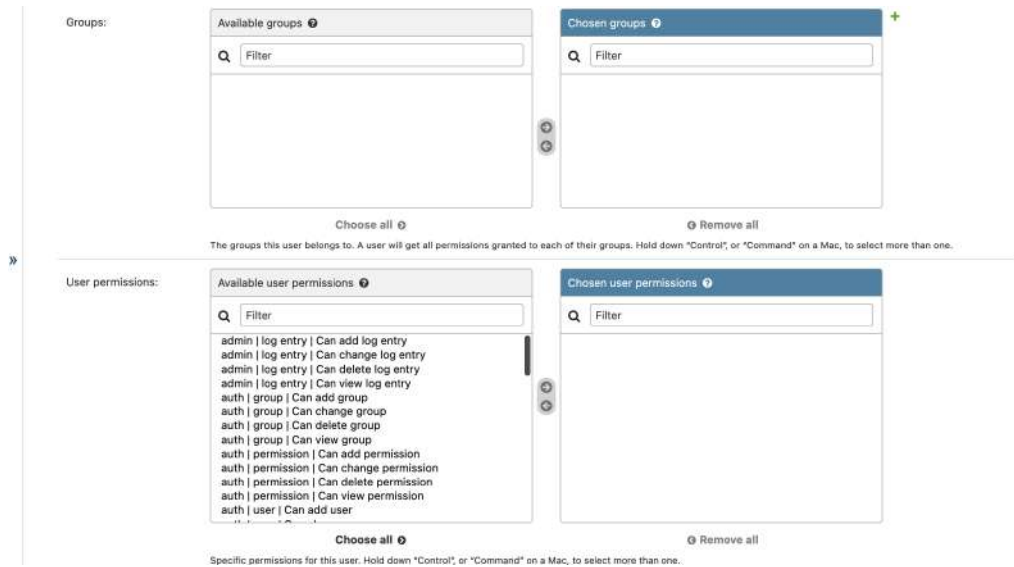 Groups:
Available groups
Chosen groups
Filter
Filter
Choose all
Remove all
The groups this user belongs to. A user will get all permissions granted to each of their groups. Hold down "Control", or "Command" on a Mac, to select more than one.
User permissions:
Available user permissions
Chosen user permissions
Filter
Filter
admin | log entry | Can add log entry
admin | log entry | Can change log entry
admin | log entry | Can delete log entry
admin | log entry | Can view log entry
auth | group | Can add group
auth | group | Can change group
auth | group | Can delete group
auth | group | Can view group
auth | permission | Can add permission
auth | permission | Can change permission
auth | permission | Can delete permission
auth | permission | Can view permission
auth | user | Can add user
Choose all
Remove all
Specific permissions for this user. Hold down "Control", or "Command" on a Mac, to select more than one.